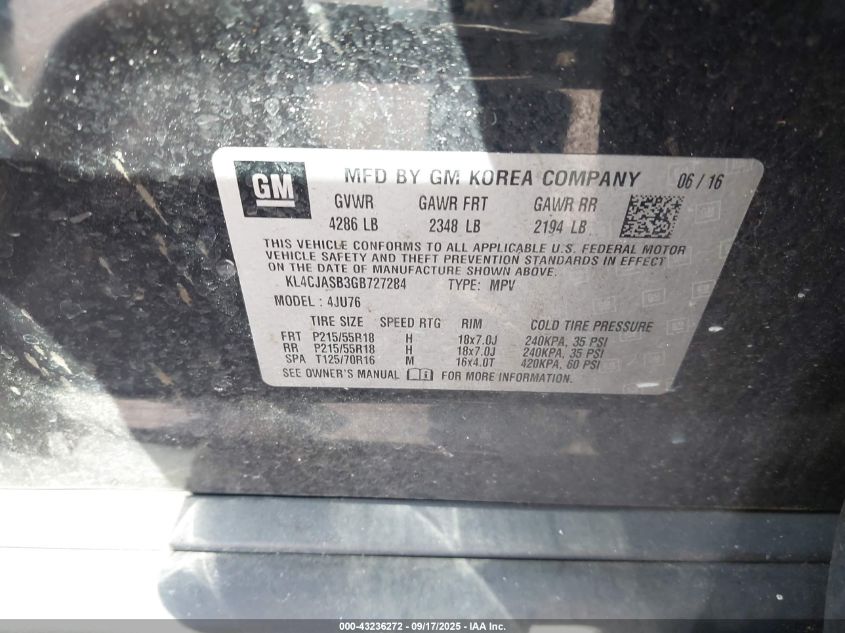 GM MFD BY GM KOREA COMPANY 06 / 16
GVWR GAWR FRT GAWR RR
4286 LB 2348 LB 2194 LB
THIS VEHICLE CONFORMS TO ALL APPLICABLE U.S. FEDERAL MOTOR
VEHICLE SAFETY AND THEFT PREVENTION STANDARDS IN EFFECT
ON THE DATE OF MANUFACTURE SHOWN ABOVE.
KL4CJASB3GB727284 TYPE: MPV
MODEL : 4JU76
TIRE SIZE SPEED RTG RIM COLD TIRE PRESSURE
FRT P215/55R18 H 18x7.0J 240KPA, 35 PSI
RR P215/55R18 H 18x7.0J 240KPA, 35 PSI
SPA T125/70R16 M 16x4.0T 420KPA, 60 PSI
SEE OWNER'S MANUAL FOR MORE INFORMATION.
000-43236272 - 09/17/2025 - IAA Inc.